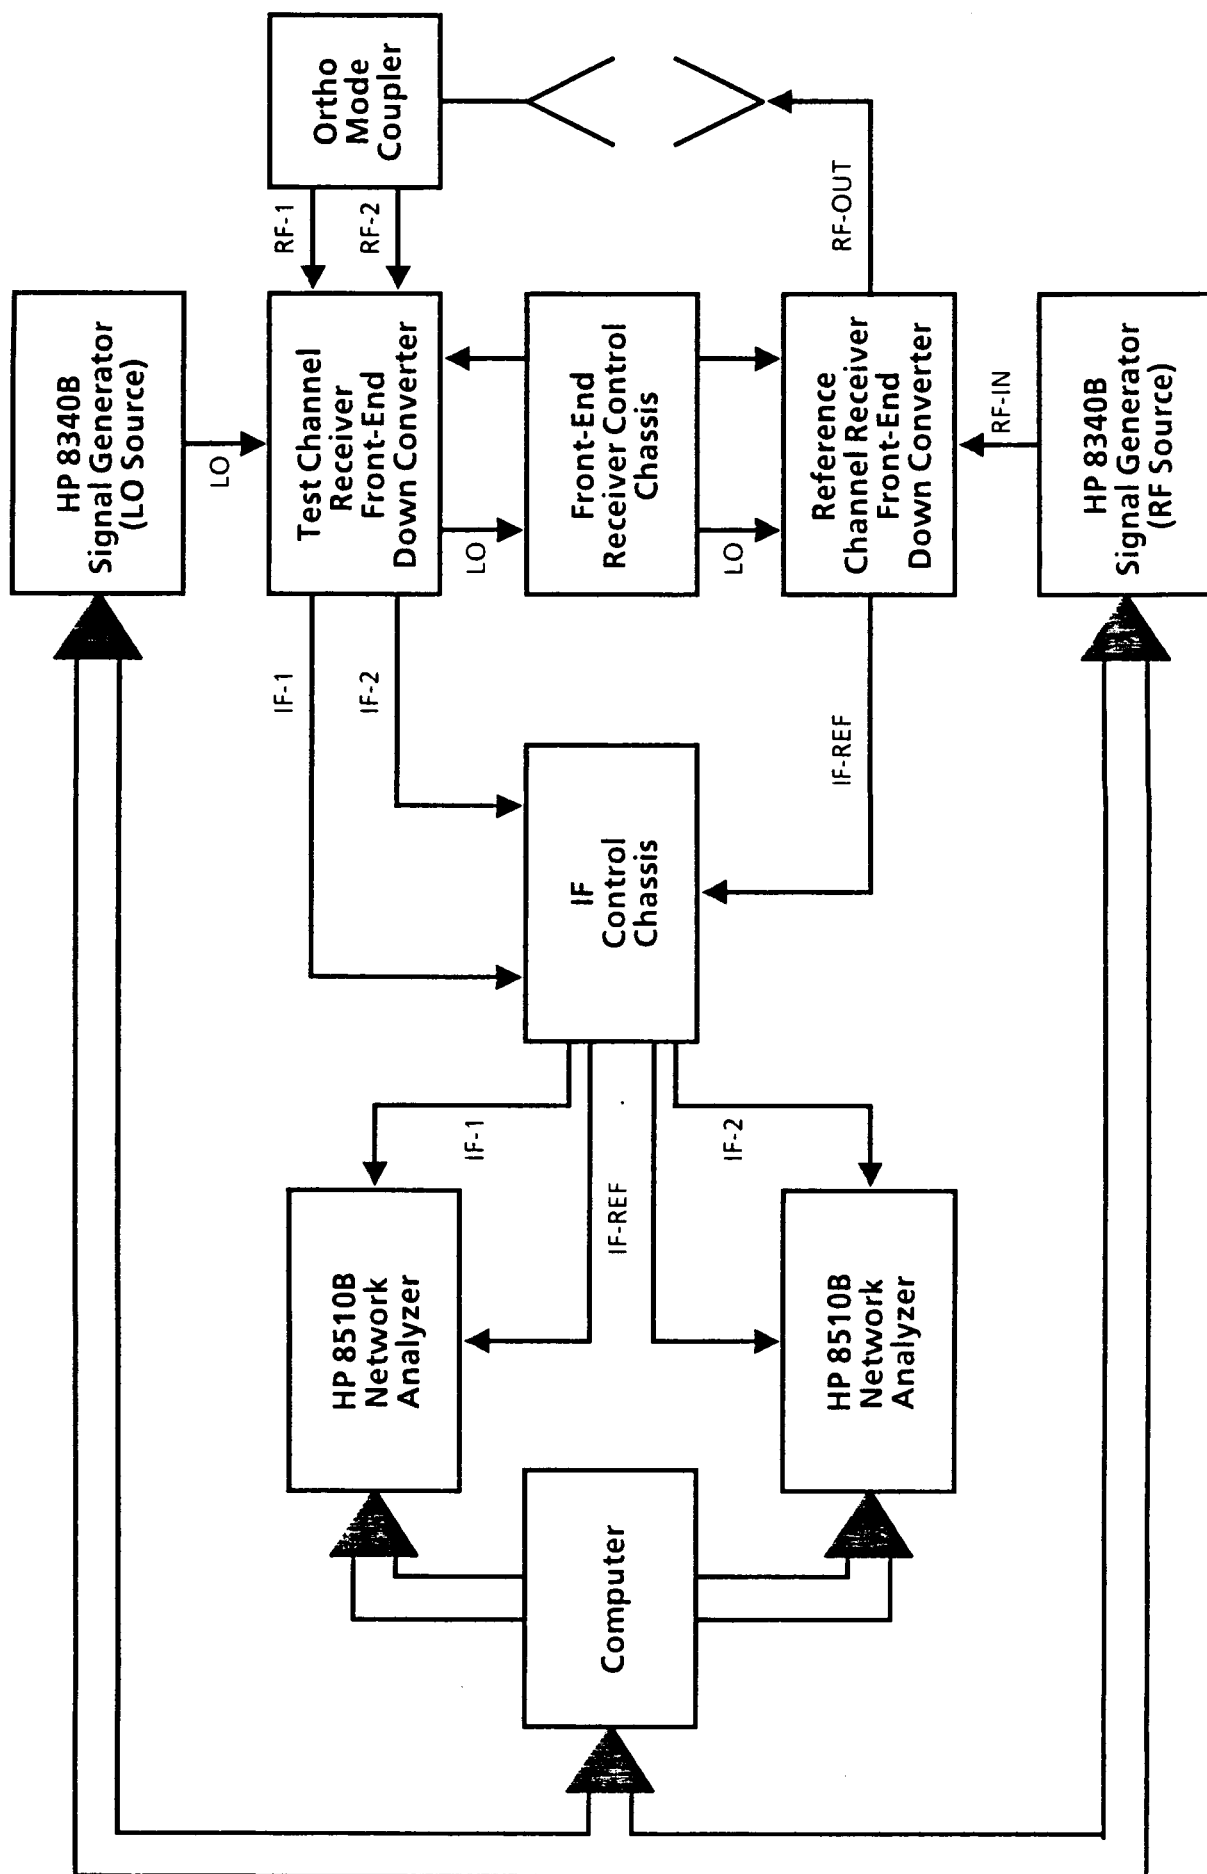 HP 8340B
Signal Generator
(LO Source)
LO
Ortho
Mode
Coupler
RF-1
RF-2
Test Channel
Receiver
Front-End
Down Converter
LO
IF-1
IF-2
Front-End
Receiver Control
Chassis
LO
RF-OUT
Reference
Channel Receiver
Front-End
Down Converter
IF-REF
RF-IN
HP 8340B
Signal Generator
(RF Source)
IF
Control
Chassis
IF-1
IF-REF
IF-2
HP 8510B
Network
Analyzer
HP 8510B
Network
Analyzer
Computer